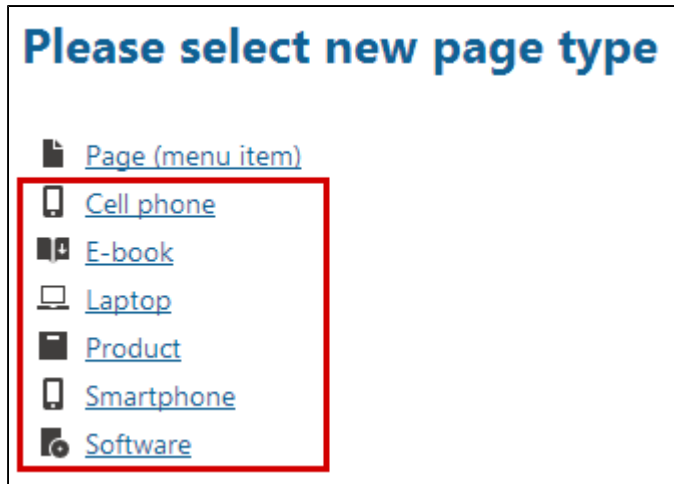 Please select new page type
Page (menu item)
Cell phone
E-book
Laptop
Product
Smartphone
Software